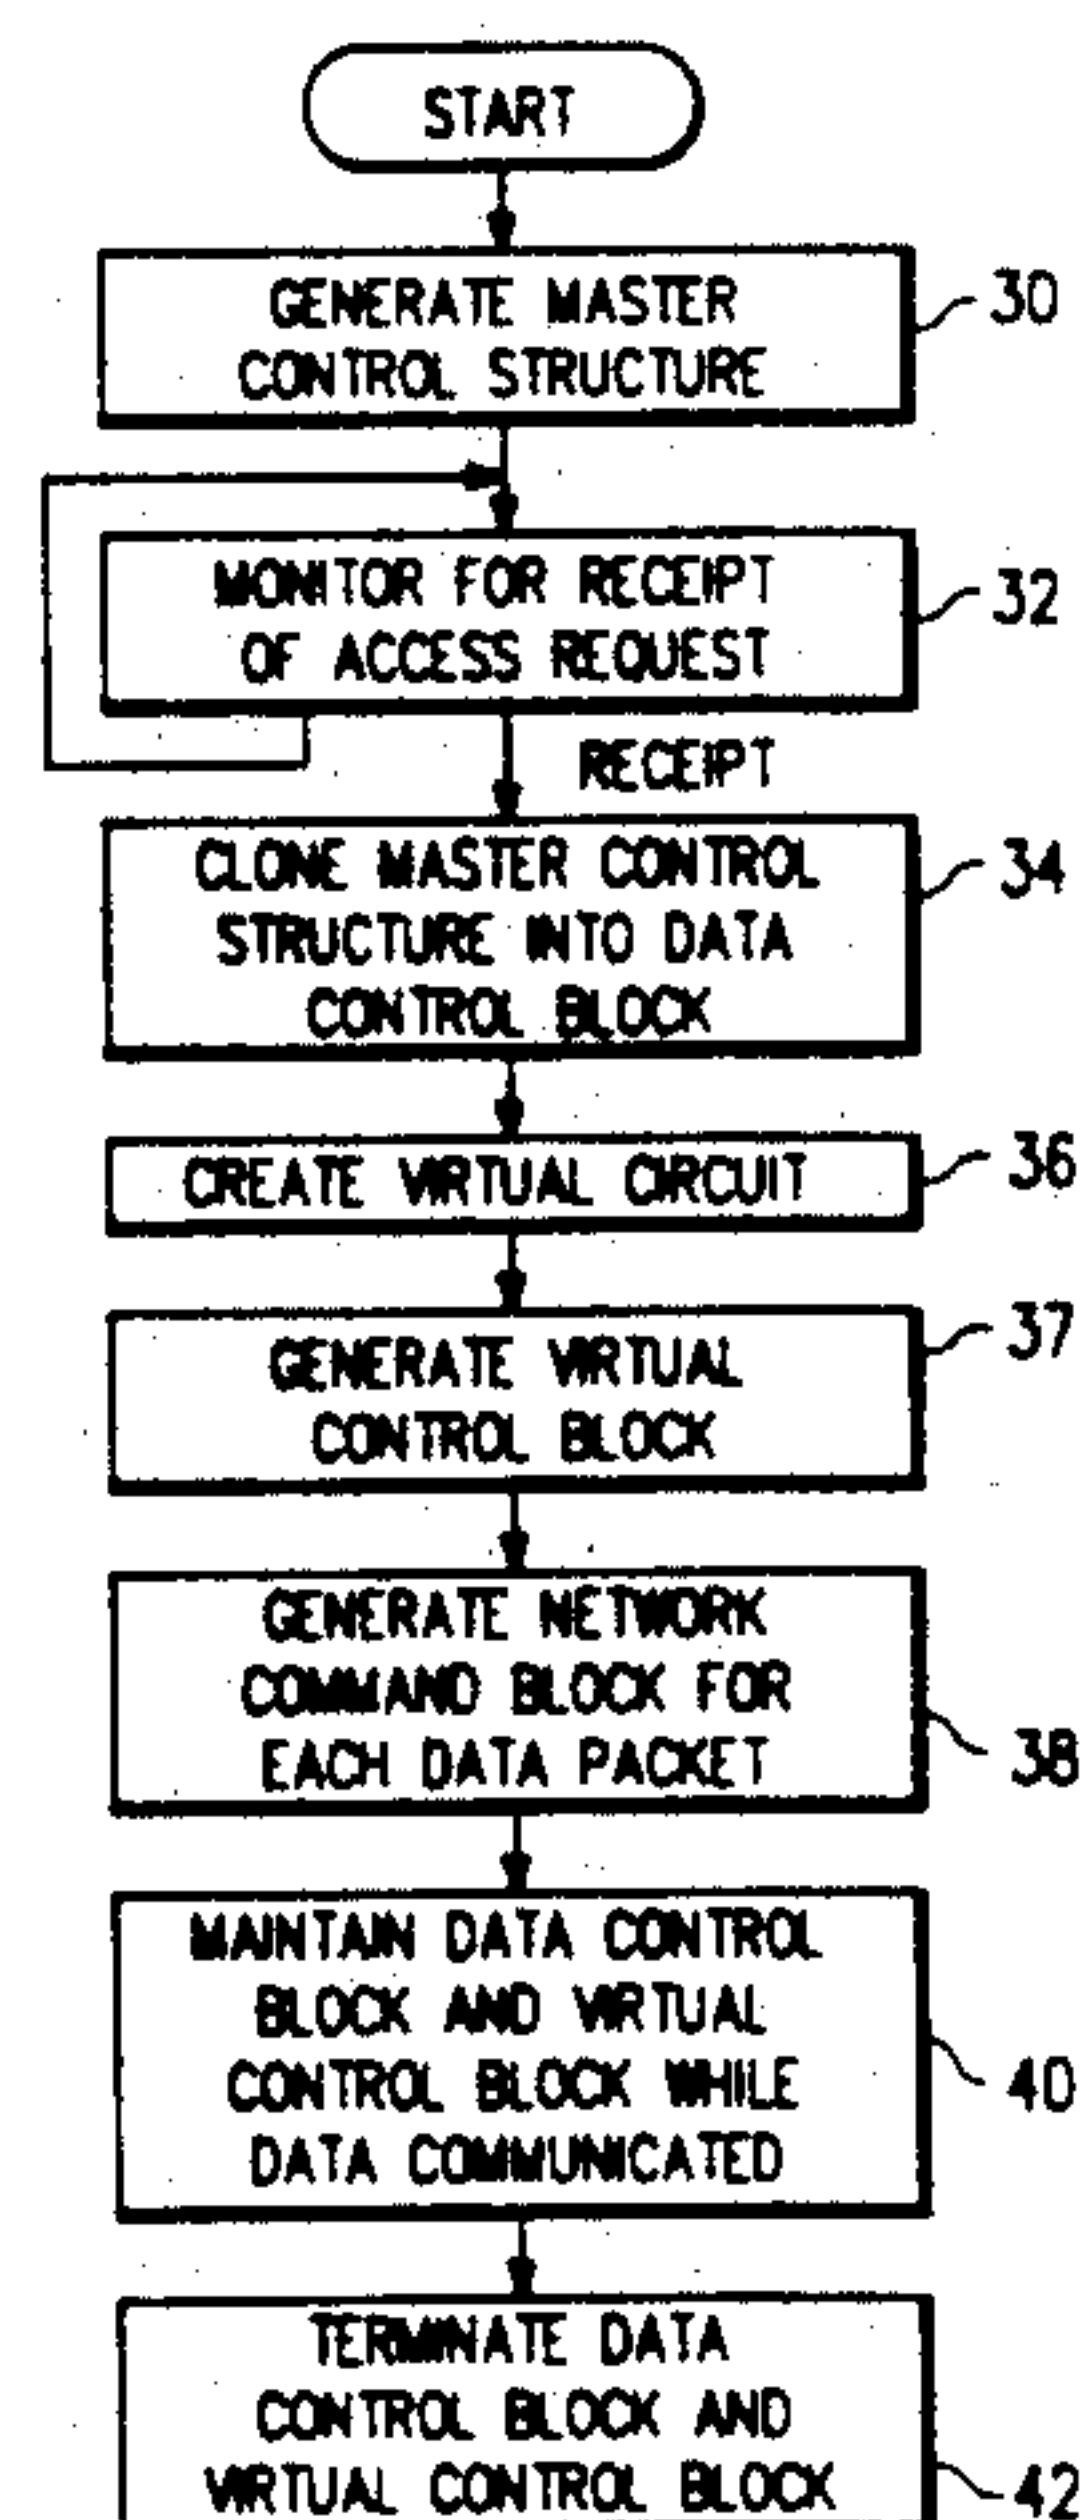 START
GENERATE MASTER
CONTROL STRUCTURE
30
MONITOR FOR RECEIPT
OF ACCESS REQUEST
32
RECEIPT
CLONE MASTER CONTROL
STRUCTURE INTO DATA
CONTROL BLOCK
34
CREATE VIRTUAL CIRCUIT
36
GENERATE VIRTUAL
CONTROL BLOCK
37
GENERATE NETWORK
COMMAND BLOCK FOR
EACH DATA PACKET
38
MAINTAIN DATA CONTROL
BLOCK AND VIRTUAL
CONTROL BLOCK WHILE
DATA COMMUNICATED
40
TERMINATE DATA
CONTROL BLOCK AND
VIRTUAL CONTROL BLOCK
42